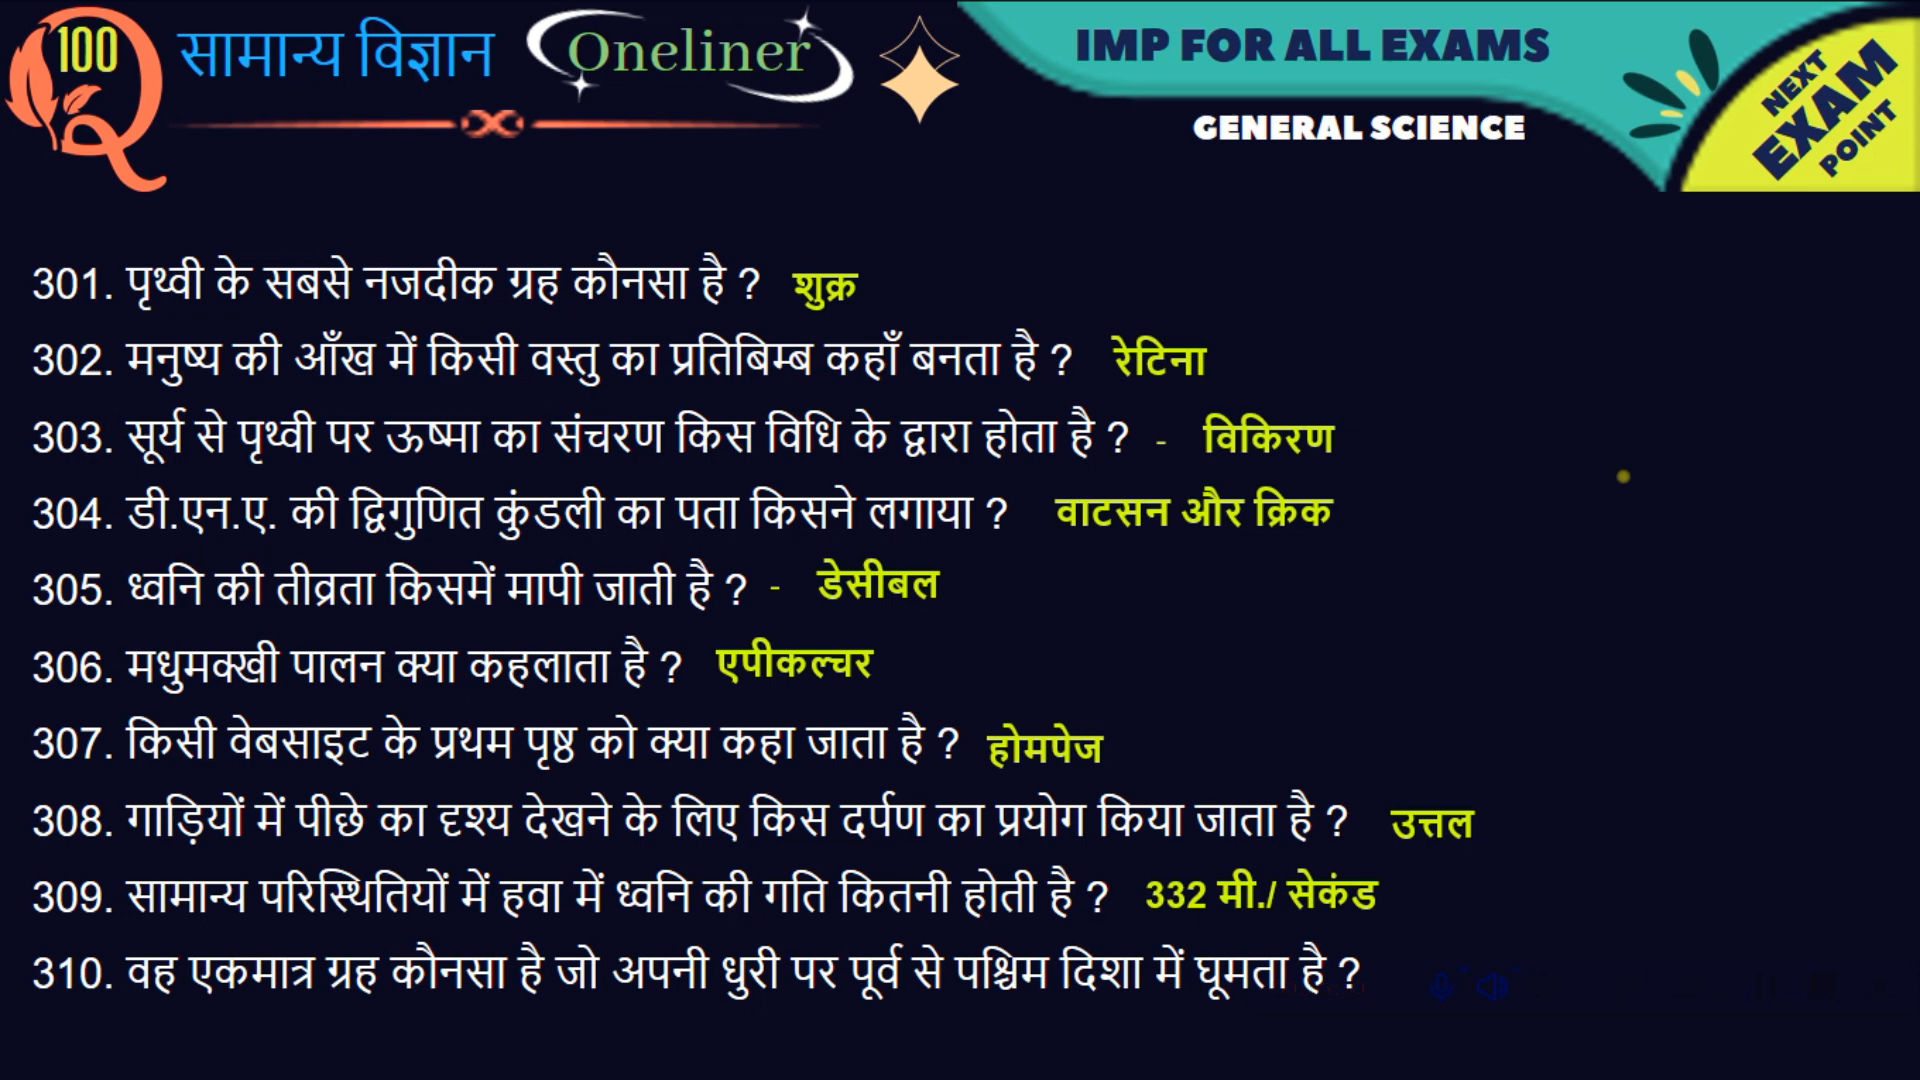 100
सामान्य विज्ञान Oneliner
IMP FOR ALL EXAMS
GENERAL SCIENCE
NEXT
EXAM
POINT
301. पृथ्वी के सबसे नजदीक ग्रह कौनसा है ? शुक्र
302. मनुष्य की आँख में किसी वस्तु का प्रतिबिम्ब कहाँ बनता है ? रेटिना
303. सूर्य से पृथ्वी पर ऊष्मा का संचरण किस विधि के द्वारा होता है ? - विकिरण
304. डी.एन.ए. की द्विगुणित कुंडली का पता किसने लगाया ? वाटसन और क्रिक
305. ध्वनि की तीव्रता किसमें मापी जाती है ? - डेसीबल
306. मधुमक्खी पालन क्या कहलाता है ? एपीकल्चर
307. किसी वेबसाइट के प्रथम पृष्ठ को क्या कहा जाता है ? होमपेज
308. गाड़ियों में पीछे का दृश्य देखने के लिए किस दर्पण का प्रयोग किया जाता है ? उत्तल
309. सामान्य परिस्थितियों में हवा में ध्वनि की गति कितनी होती है ? 332 मी./ सेकंड
310. वह एकमात्र ग्रह कौनसा है जो अपनी धुरी पर पूर्व से पश्चिम दिशा में घूमता है ?